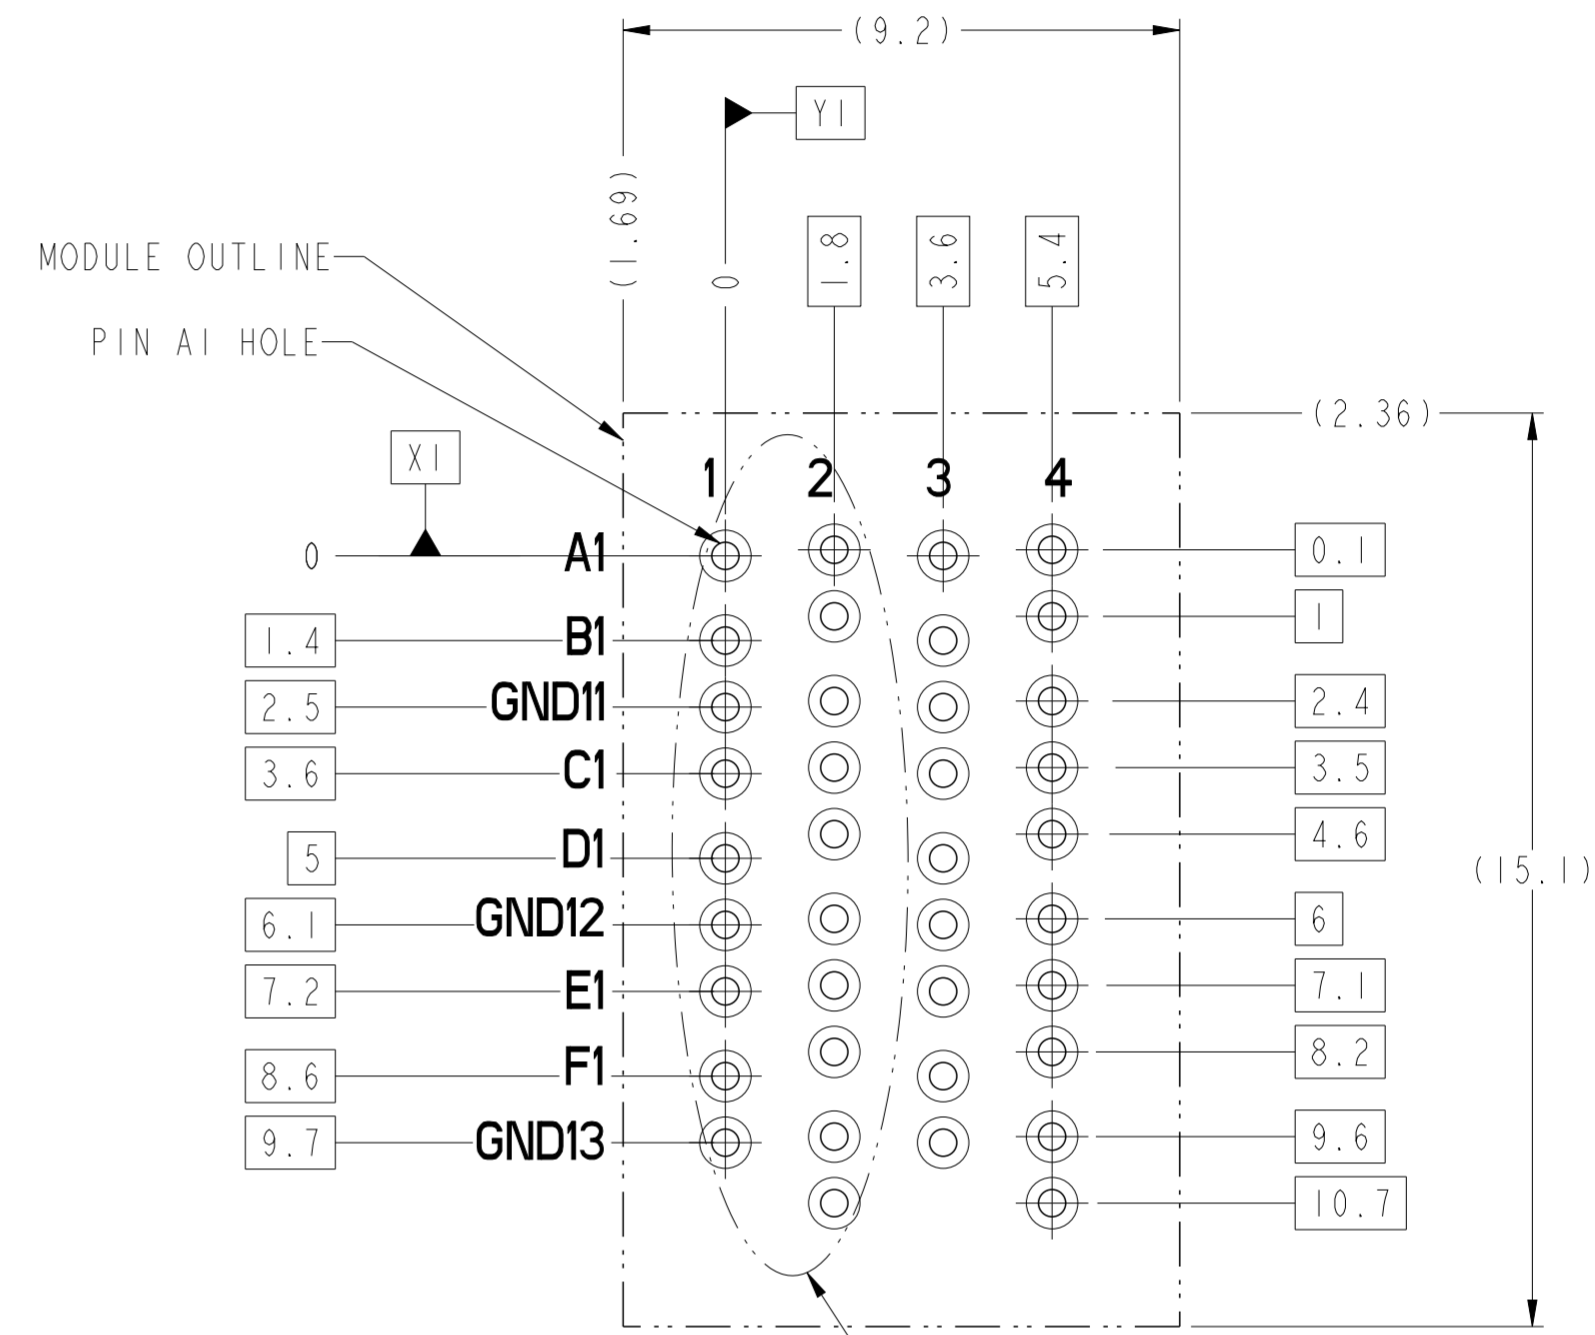 (9.2)
Y1
(1.69)
0
1.8
3.6
5.4
MODULE OUTLINE
PIN A1 HOLE
(2.36)
X1
1 2 3 4
0 A1 0.1
1
1.4 B1
2.5 GND11 2.4
3.6 C1 3.5
4.6
5 D1
(15.1)
6.1 GND12 6
7.2 E1 7.1
8.2
8.6 F1
9.7 GND13 9.6
10.7